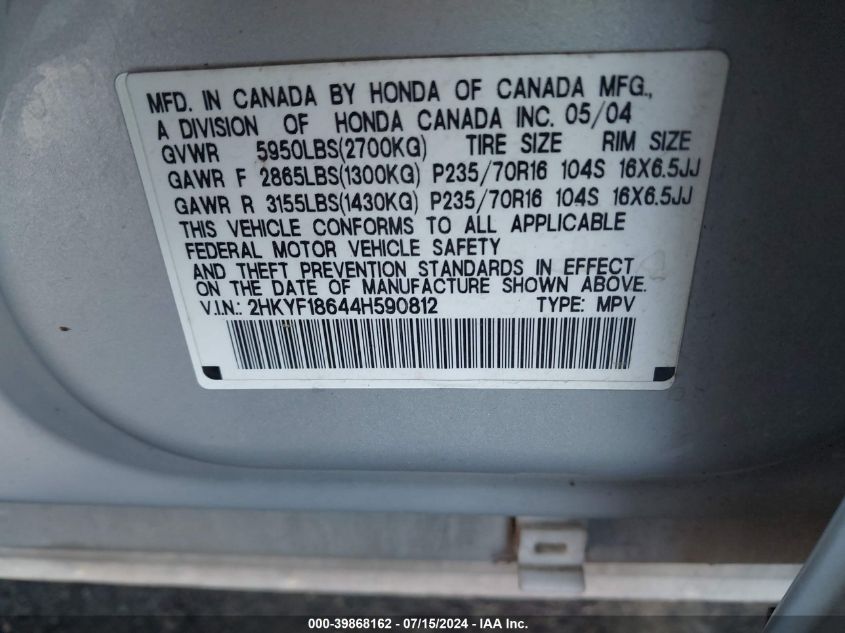 MFD. IN CANADA BY HONDA OF CANADA MFG.,
A DIVISION OF HONDA CANADA INC. 05/04
GVWR 5950LBS(2700KG) TIRE SIZE RIM SIZE
GAWR F 2865LBS(1300KG) P235/70R16 104S 16X6.5JJ
GAWR R 3155LBS(1430KG) P235/70R16 104S 16X6.5JJ
THIS VEHICLE CONFORMS TO ALL APPLICABLE
FEDERAL MOTOR VEHICLE SAFETY
AND THEFT PREVENTION STANDARDS IN EFFECT
ON THE DATE OF MANUFACTURE SHOWN ABOVE.
V.I.N.: 2HKYF18644H590812 TYPE: MPV
000-39868162 - 07/15/2024 - IAA Inc.